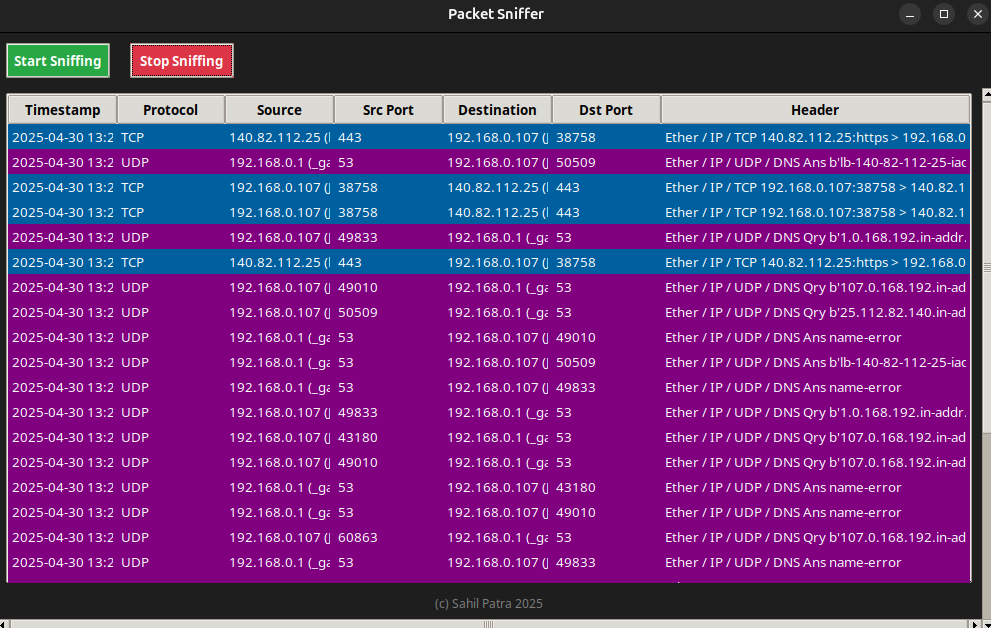 Packet Sniffer
Start Sniffing Stop Sniffing
Timestamp Protocol Source Src Port Destination Dst Port Header
2025-04-30 13:2 TCP 140.82.112.25 (l 443 192.168.0.107 (J 38758 Ether / IP / TCP 140.82.112.25:https > 192.168.0
2025-04-30 13:2 UDP 192.168.0.1 (_ga 53 192.168.0.107 (J 50509 Ether / IP / UDP / DNS Ans b'lb-140-82-112-25-iad
2025-04-30 13:2 TCP 192.168.0.107 (J 38758 140.82.112.25 (l 443 Ether / IP / TCP 192.168.0.107:38758 > 140.82.1
2025-04-30 13:2 TCP 192.168.0.107 (J 38758 140.82.112.25 (l 443 Ether / IP / TCP 192.168.0.107:38758 > 140.82.1
2025-04-30 13:2 UDP 192.168.0.107 (J 49833 192.168.0.1 (_ga 53 Ether / IP / UDP / DNS Qry b'1.0.168.192.in-addr.
2025-04-30 13:2 TCP 140.82.112.25 (l 443 192.168.0.107 (J 38758 Ether / IP / TCP 140.82.112.25:https > 192.168.0
2025-04-30 13:2 UDP 192.168.0.107 (J 49010 192.168.0.1 (_ga 53 Ether / IP / UDP / DNS Qry b'107.0.168.192.in-ad
2025-04-30 13:2 UDP 192.168.0.107 (J 50509 192.168.0.1 (_ga 53 Ether / IP / UDP / DNS Qry b'25.112.82.140.in-ad
2025-04-30 13:2 UDP 192.168.0.1 (_ga 53 192.168.0.107 (J 49010 Ether / IP / UDP / DNS Ans name-error
2025-04-30 13:2 UDP 192.168.0.1 (_ga 53 192.168.0.107 (J 50509 Ether / IP / UDP / DNS Ans b'lb-140-82-112-25-iad
2025-04-30 13:2 UDP 192.168.0.1 (_ga 53 192.168.0.107 (J 49833 Ether / IP / UDP / DNS Ans name-error
2025-04-30 13:2 UDP 192.168.0.107 (J 49833 192.168.0.1 (_ga 53 Ether / IP / UDP / DNS Qry b'1.0.168.192.in-addr.
2025-04-30 13:2 UDP 192.168.0.107 (J 43180 192.168.0.1 (_ga 53 Ether / IP / UDP / DNS Qry b'107.0.168.192.in-ad
2025-04-30 13:2 UDP 192.168.0.107 (J 49010 192.168.0.1 (_ga 53 Ether / IP / UDP / DNS Qry b'107.0.168.192.in-ad
2025-04-30 13:2 UDP 192.168.0.1 (_ga 53 192.168.0.107 (J 43180 Ether / IP / UDP / DNS Ans name-error
2025-04-30 13:2 UDP 192.168.0.1 (_ga 53 192.168.0.107 (J 49010 Ether / IP / UDP / DNS Ans name-error
2025-04-30 13:2 UDP 192.168.0.107 (J 60863 192.168.0.1 (_ga 53 Ether / IP / UDP / DNS Qry b'107.0.168.192.in-ad
2025-04-30 13:2 UDP 192.168.0.1 (_ga 53 192.168.0.107 (J 49833 Ether / IP / UDP / DNS Ans name-error
(c) Sahil Patra 2025